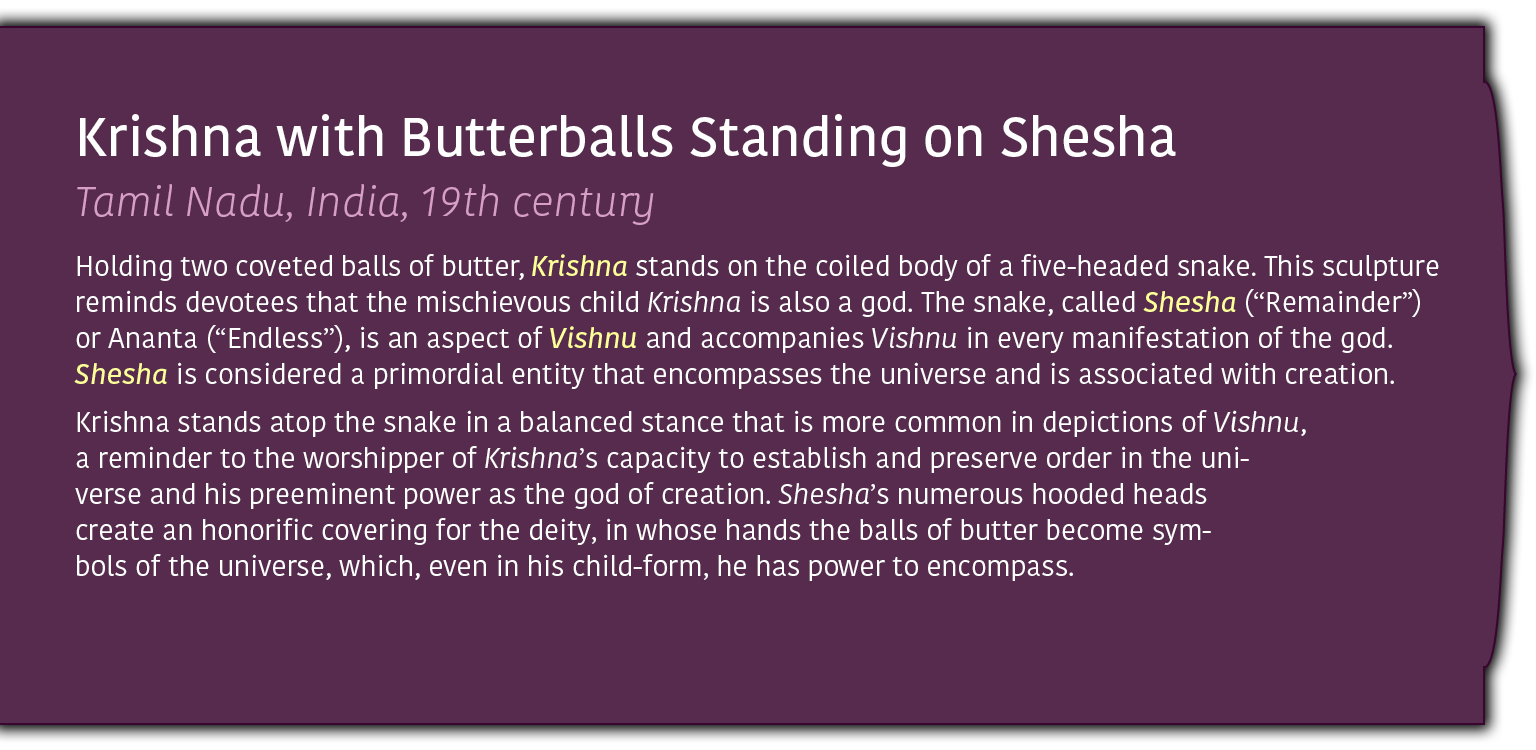 Krishna with Butterballs Standing on Shesha
Tamil Nadu, India, 19th century
Holding two coveted balls of butter, Krishna stands on the coiled body of a five-headed snake. This sculpture
reminds devotees that the mischievous child Krishna is also a god. The snake, called Shesha (“Remainder”)
or Ananta (“Endless”), is an aspect of Vishnu and accompanies Vishnu in every manifestation of the god.
Shesha is considered a primordial entity that encompasses the universe and is associated with creation.
Krishna stands atop the snake in a balanced stance that is more common in depictions of Vishnu,
a reminder to the worshipper of Krishna’s capacity to establish and preserve order in the uni-
verse and his preeminent power as the god of creation. Shesha’s numerous hooded heads
create an honorific covering for the deity, in whose hands the balls of butter become sym-
bols of the universe, which, even in his child-form, he has power to encompass.